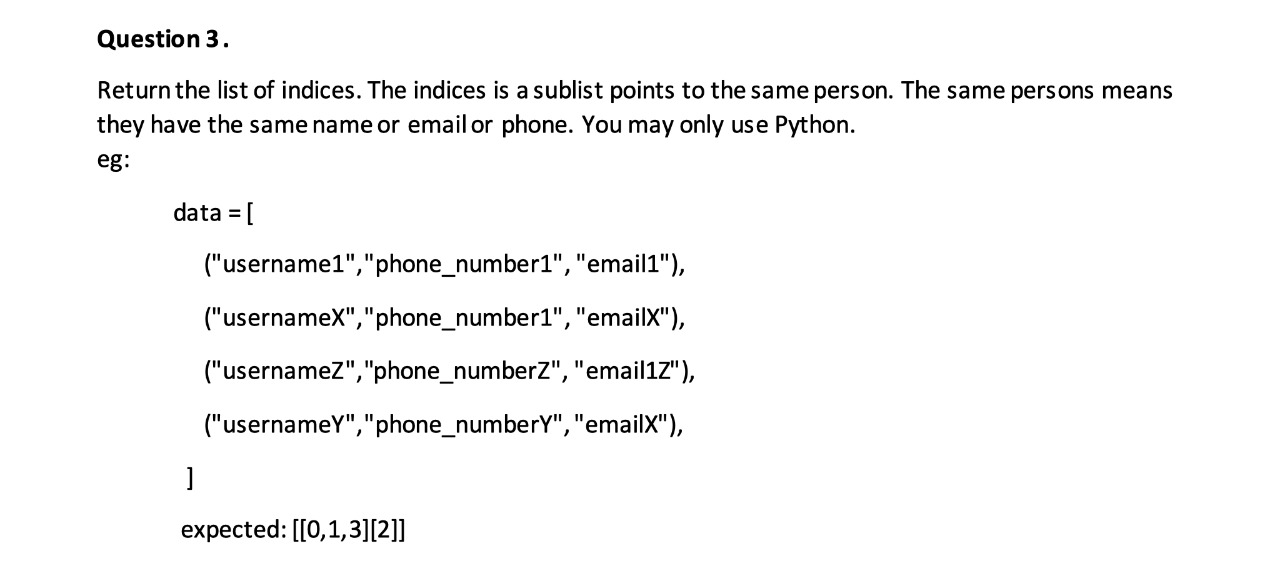 Question 3.
Return the list of indices. The indices is a sublist points to the same person. The same persons means
they have the same name or email or phone. You may only use Python.
eg:
data = [
("username1","phone_number1", "email1"),
("usernameX","phone_number1", "emailX"),
("usernameZ","phone_numberZ", "email1Z"),
("usernameY","phone_numberY", "emailX"),
]
expected: [[0,1,3][2]]